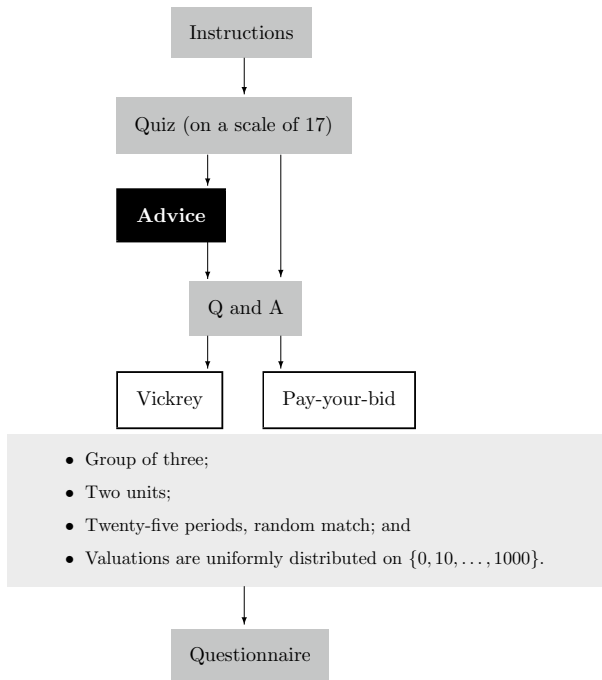 Instructions
Quiz (on a scale of 17)
Advice
Q and A
Vickrey
Pay-your-bid
• Group of three;
• Two units;
• Twenty-five periods, random match; and
• Valuations are uniformly distributed on {0, 10, . . . , 1000}.
Questionnaire